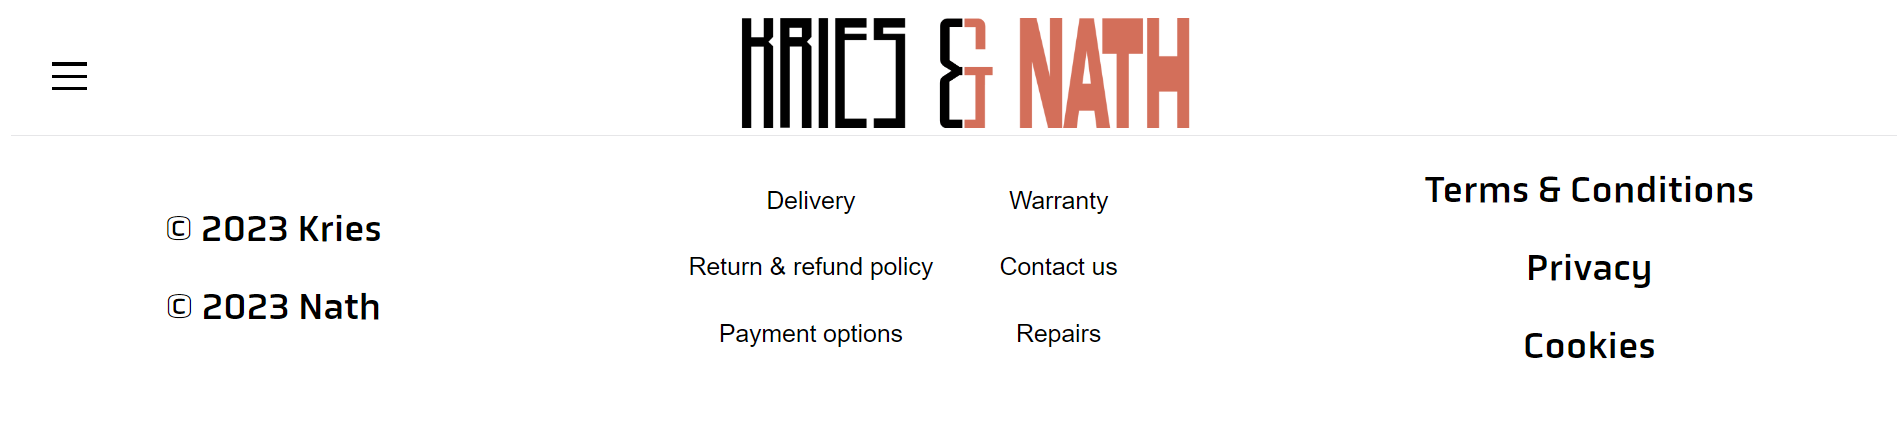 KRIES & NATH
© 2023 Kries
© 2023 Nath
Delivery
Return & refund policy
Payment options
Warranty
Contact us
Repairs
Terms & Conditions
Privacy
Cookies